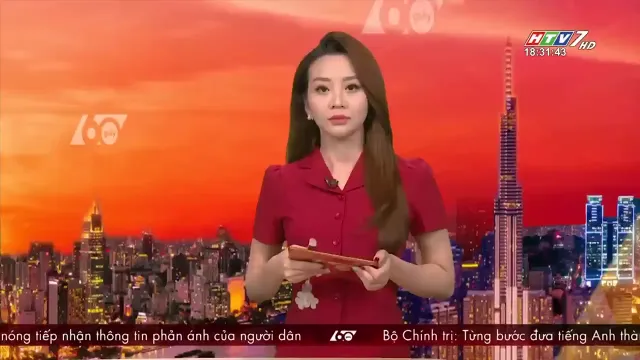 HTV7 HD
18:31:43
nóng tiếp nhận thông tin phản ánh của người dân
Bộ Chính trị: Từng bước đưa tiếng Anh thà